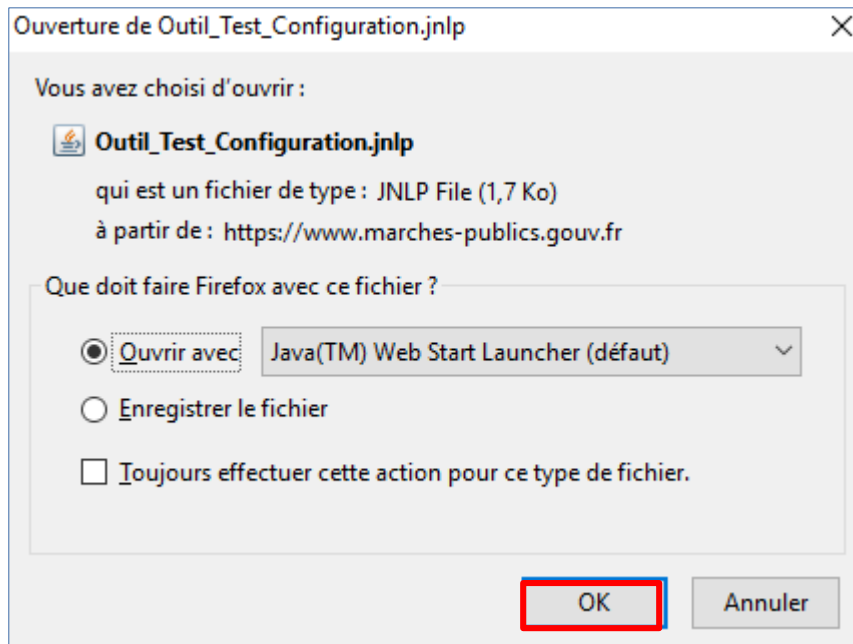 Ouverture de Outil_Test_Configuration.jnlp
Vous avez choisi d'ouvrir :
Outil_Test_Configuration.jnlp
qui est un fichier de type : JNLP File (1,7 Ko)
à partir de : https://www.marches-publics.gouv.fr
Que doit faire Firefox avec ce fichier ?
Ouvrir avec Java(TM) Web Start Launcher (défaut)
Enregistrer le fichier
Toujours effectuer cette action pour ce type de fichier.
OK Annuler